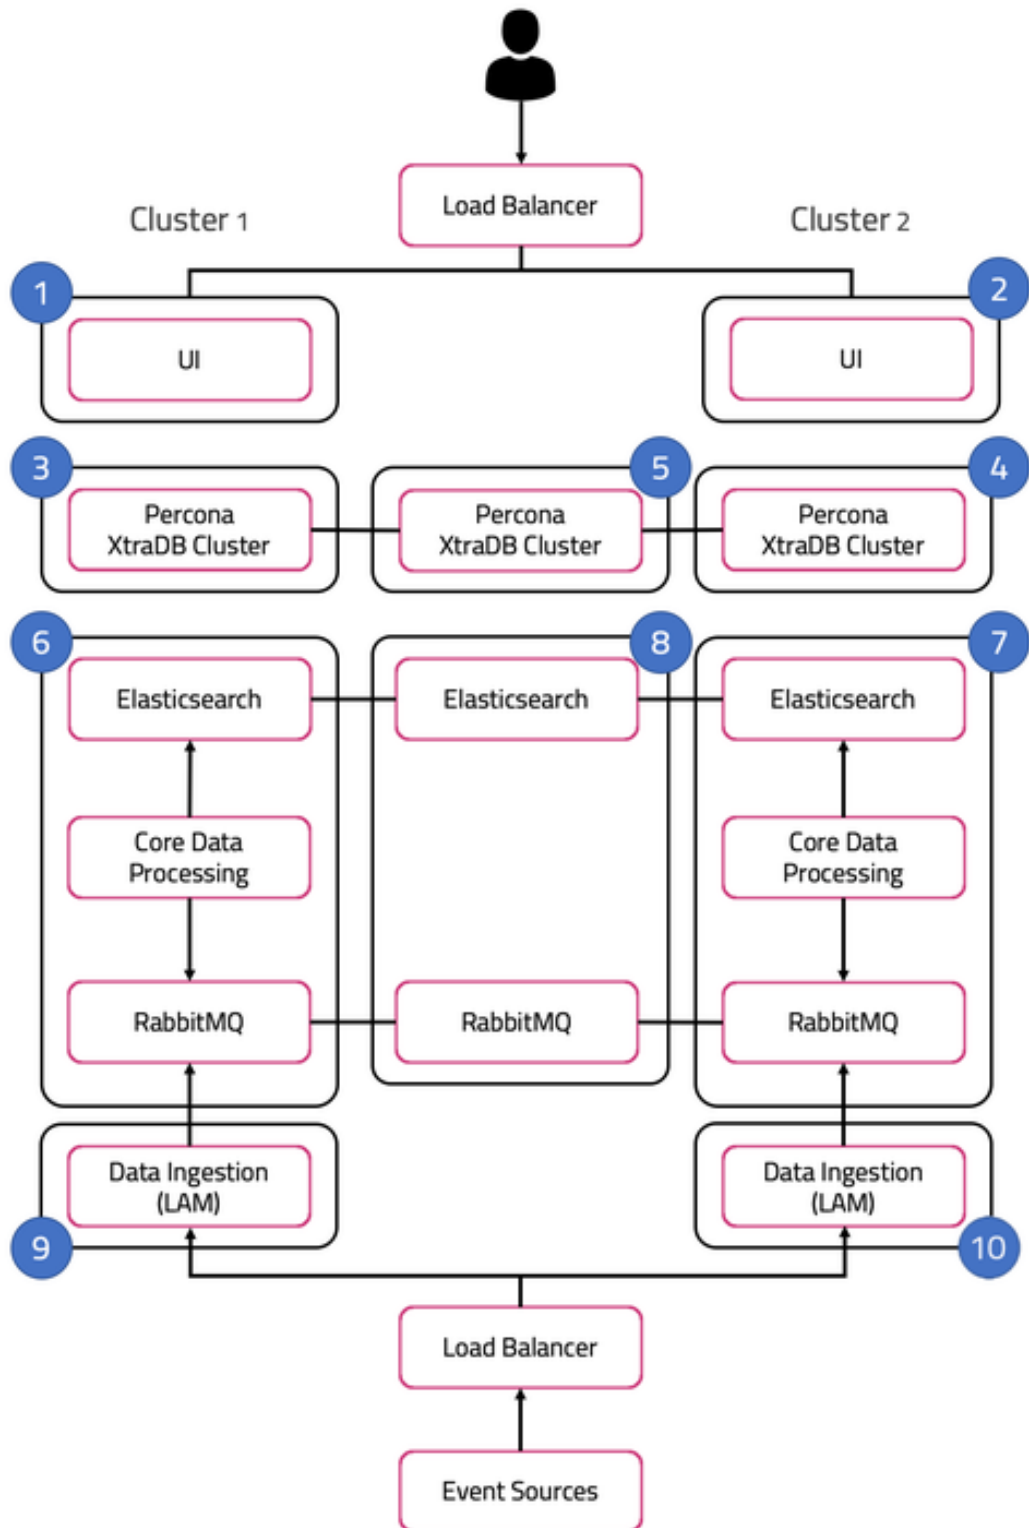 Load Balancer
Cluster 1
Cluster 2
1
2
UI
UI
3
5
4
Percona
XtraDB Cluster
Percona
XtraDB Cluster
Percona
XtraDB Cluster
6
8
7
Elasticsearch
Elasticsearch
Elasticsearch
Core Data
Processing
Core Data
Processing
RabbitMQ
RabbitMQ
RabbitMQ
Data Ingestion
(LAM)
Data Ingestion
(LAM)
9
10
Load Balancer
Event Sources